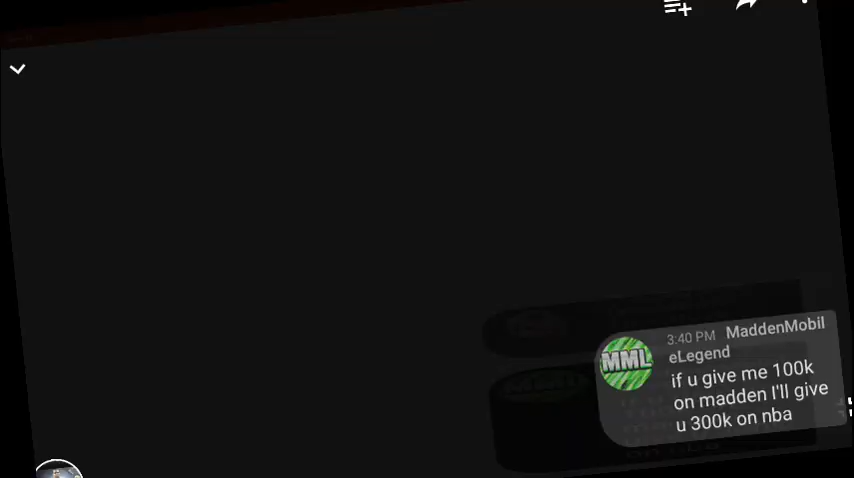 3:40 PM MaddenMobil
eLegend
MML
if u give me 100k
on madden I'll give
u 300k on nba